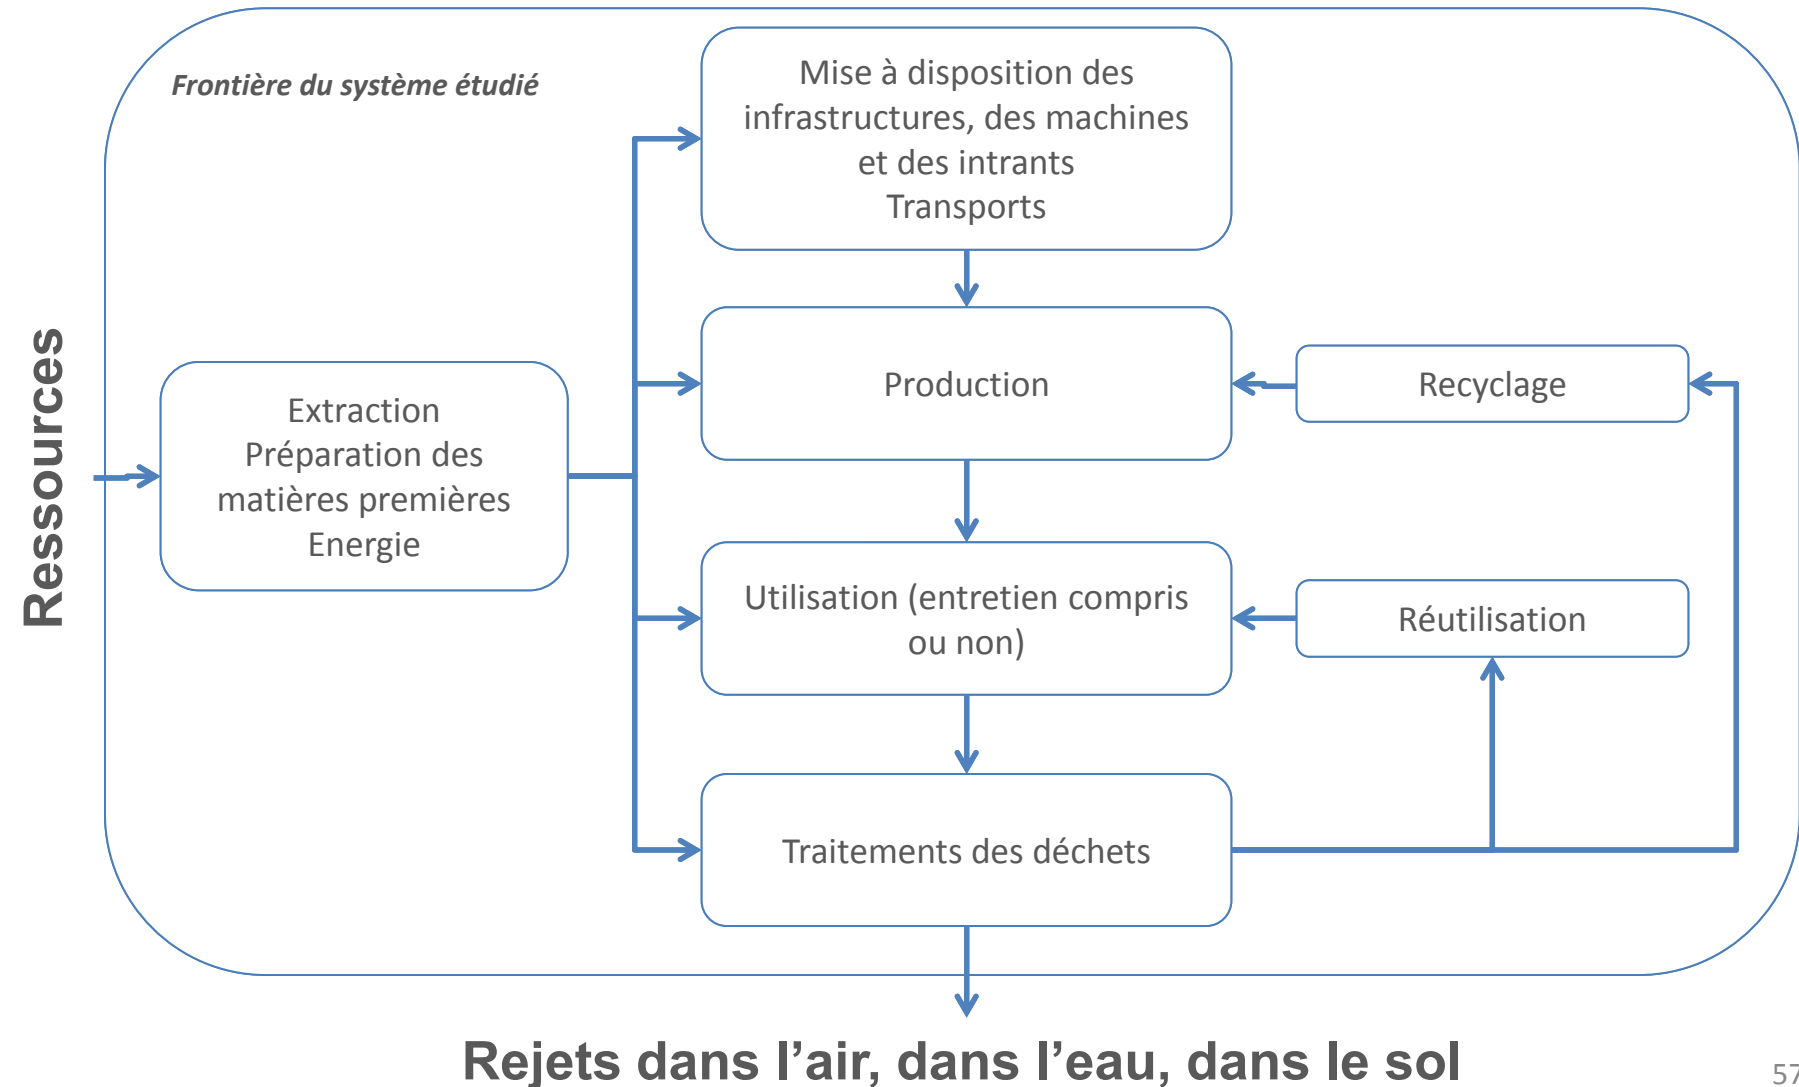 Frontière du système étudié
Mise à disposition des
infrastructures, des machines
et des intrants
Transports
Ressources
Extraction
Préparation des
matières premières
Energie
Production
Recyclage
Utilisation (entretien compris
ou non)
Réutilisation
Traitements des déchets
Rejets dans l’air, dans l’eau, dans le sol
57